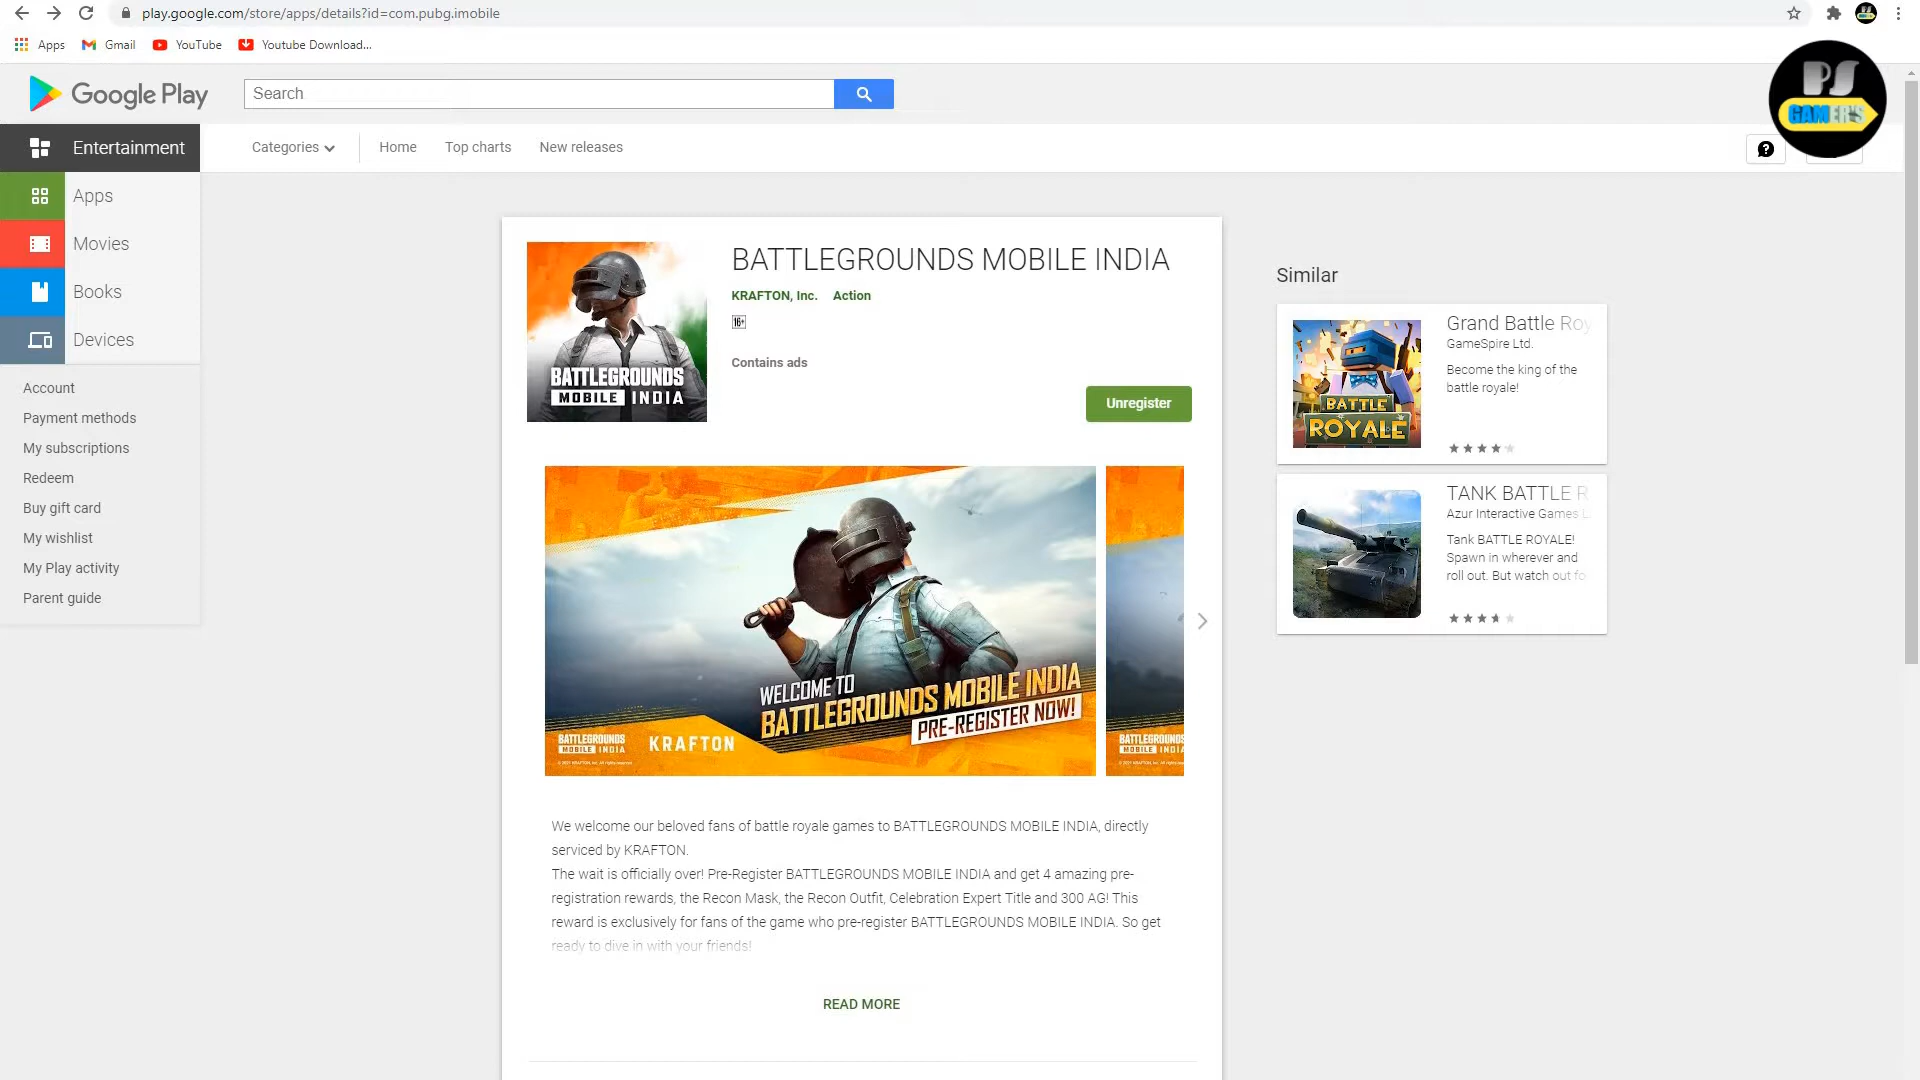 play.google.com/store/apps/details?id=com.pubg.imobile
Apps
Gmail
YouTube
Youtube Download...
PS
GAMER'S
Google Play
Search
Entertainment
Categories
Home
Top charts
New releases
Apps
Movies
Books
Devices
Account
Payment methods
My subscriptions
Redeem
Buy gift card
My wishlist
My Play activity
Parent guide
BATTLEGROUNDS
MOBILE INDIA
BATTLEGROUNDS MOBILE INDIA
KRAFTON, Inc. Action
16+
Contains ads
Unregister
WELCOME TO
BATTLEGROUNDS MOBILE INDIA
PRE-REGISTER NOW!
BATTLEGROUNDS
MOBILE INDIA
KRAFTON
BATTLEGROUNDS
MOBILE INDIA
We welcome our beloved fans of battle royale games to BATTLEGROUNDS MOBILE INDIA, directly
serviced by KRAFTON.
The wait is officially over! Pre-Register BATTLEGROUNDS MOBILE INDIA and get 4 amazing pre-
registration rewards, the Recon Mask, the Recon Outfit, Celebration Expert Title and 300 AG! This
reward is exclusively for fans of the game who pre-register BATTLEGROUNDS MOBILE INDIA. So get
ready to dive in with your friends!
READ MORE
Similar
BATTLE
ROYALE
Grand Battle Roy
GameSpire Ltd.
Become the king of the
battle royale!
TANK BATTLE R
Azur Interactive Games L
Tank BATTLE ROYALE!
Spawn in wherever and
roll out. But watch out fo